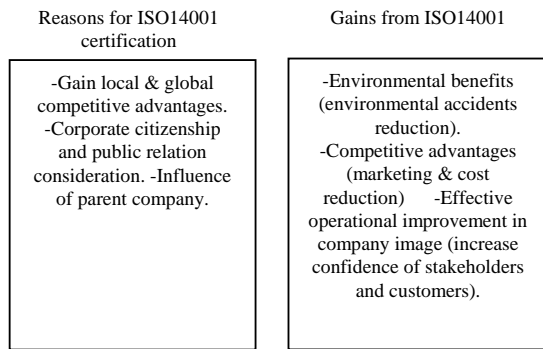 Reasons for ISO14001
certification
-Gain local & global
competitive advantages.
-Corporate citizenship
and public relation
consideration. -Influence
of parent company.
Gains from ISO14001
-Environmental benefits
(environmental accidents
reduction).
-Competitive advantages
(marketing & cost
reduction) -Effective
operational improvement in
company image (increase
confidence of stakeholders
and customers).